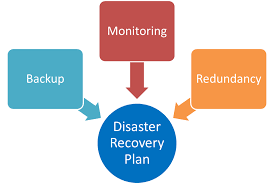 Monitoring
Backup
Redundancy
Disaster
Recovery
Plan